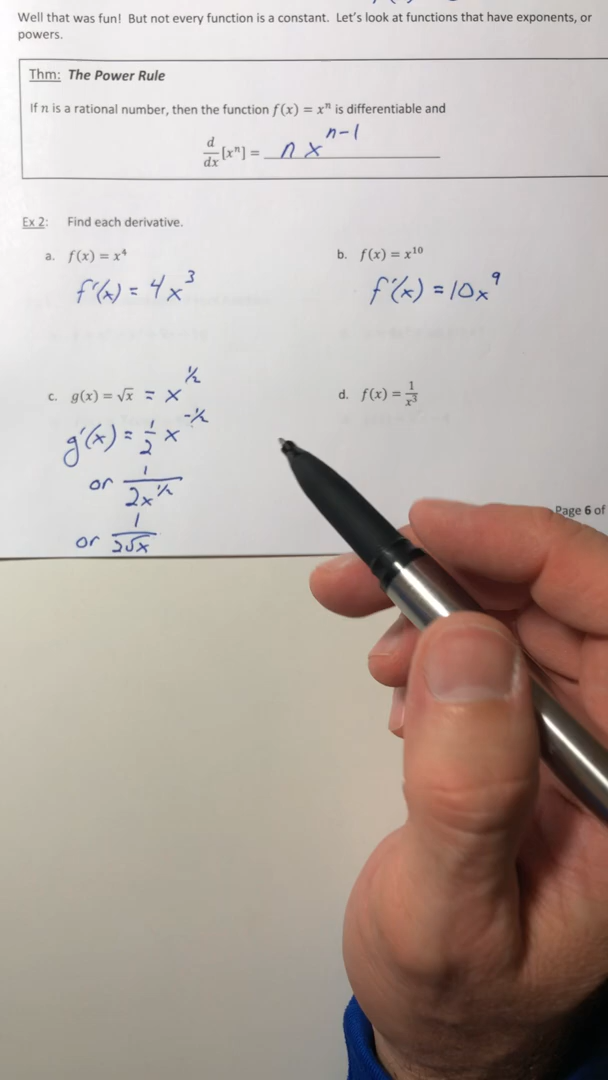 Well that was fun! But not every function is a constant. Let's look at functions that have exponents, or
powers.
Thm: The Power Rule
If n is a rational number, then the function f(x) = xⁿ is differentiable and
d/dx [xⁿ] = n x^(n-1)
Ex 2: Find each derivative.
a. f(x) = x⁴
f'(x) = 4x³
b. f(x) = x¹⁰
f'(x) = 10x⁹
c. g(x) = √x = x^(1/2)
g'(x) = 1/2 x^(-1/2)
or 1/(2x^(1/2))
or 1/(2√x)
d. f(x) = 1/x³
Page 6 of